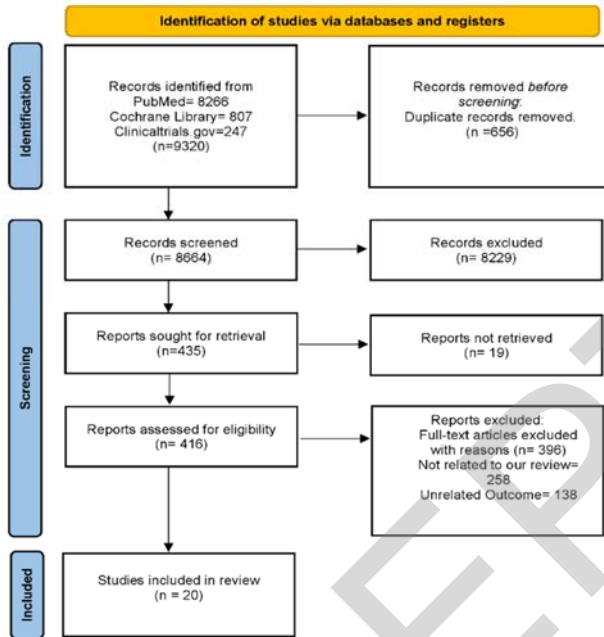 Identification of studies via databases and registers
Identification
Records identified from
PubMed= 8266
Cochrane Library= 807
Clinicaltrials.gov=247
(n=9320)
Records removed before
screening:
Duplicate records removed.
(n =656)
Screening
Records screened
(n= 8664)
Records excluded
(n= 8229)
Reports sought for retrieval
(n=435)
Reports not retrieved
(n= 19)
Reports assessed for eligibility
(n= 416)
Reports excluded:
Full-text articles excluded
with reasons (n= 396)
Not related to our review=
258
Unrelated Outcome= 138
Included
Studies included in review
(n = 20)